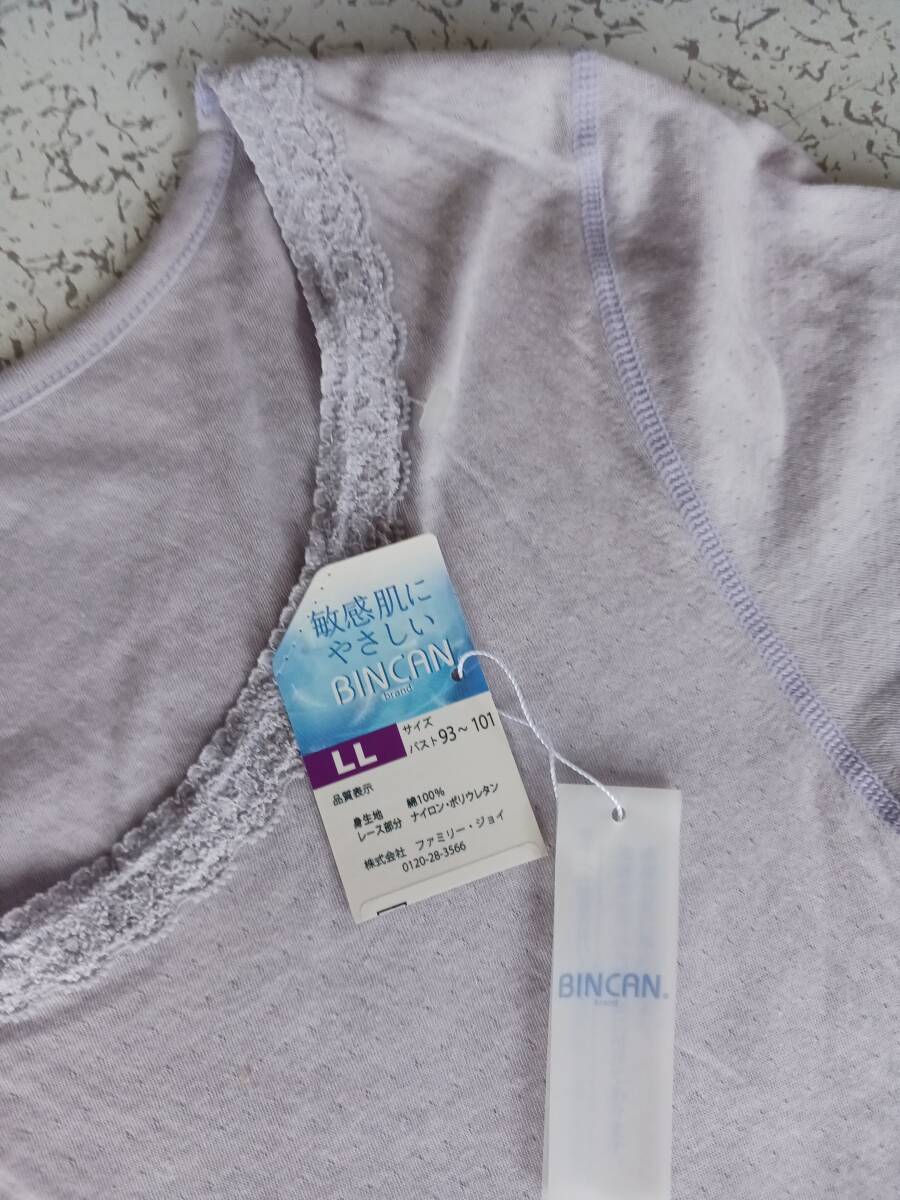 敏感肌に
やさしい
BINCAN
brand
LL
サイズ
バスト93～101
品質表示
身生地 綿100%
レース部分 ナイロン・ポリウレタン
株式会社 ファミリー・ジョイ
0120-28-3566
BINCAN®
brand